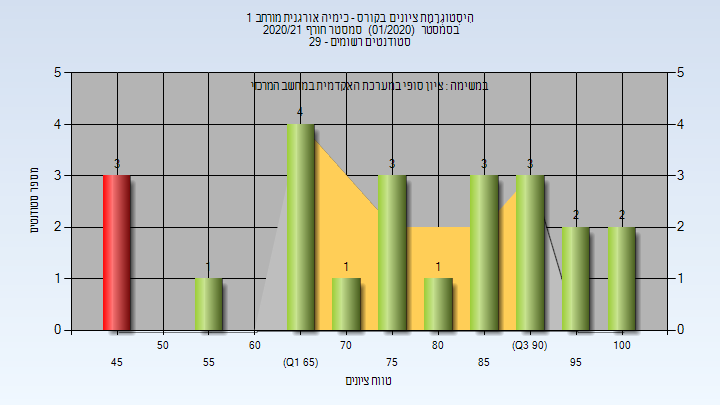 הִיסְטוֹגְרָמַת ציונים בקורס - כימיה אורגנית מורחב 1
בסמסטר (01/2020) סמסטר חורף 2020/21
סטודנטים רשומים - 29
במשימה : ציון סופי במערכת האקדמית במחשב המרכזי
5 5
4 4
3 3
2 2
1 1
0 0
3 1 4 1 3 1 3 3 2 2
מספר סטודנטים
50 60 70 80 (Q3 90) 100
45 55 (Q1 65) 75 85 95
טווח ציונים